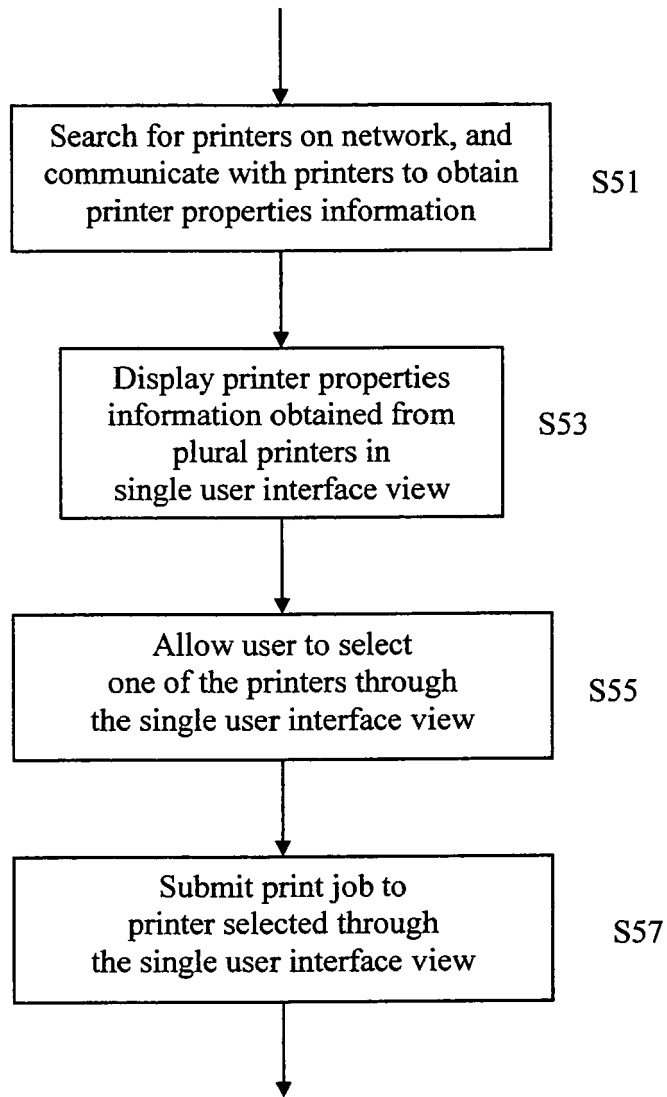 Search for printers on network, and
communicate with printers to obtain
printer properties information
S51
Display printer properties
information obtained from
plural printers in
single user interface view
S53
Allow user to select
one of the printers through
the single user interface view
S55
Submit print job to
printer selected through
the single user interface view
S57